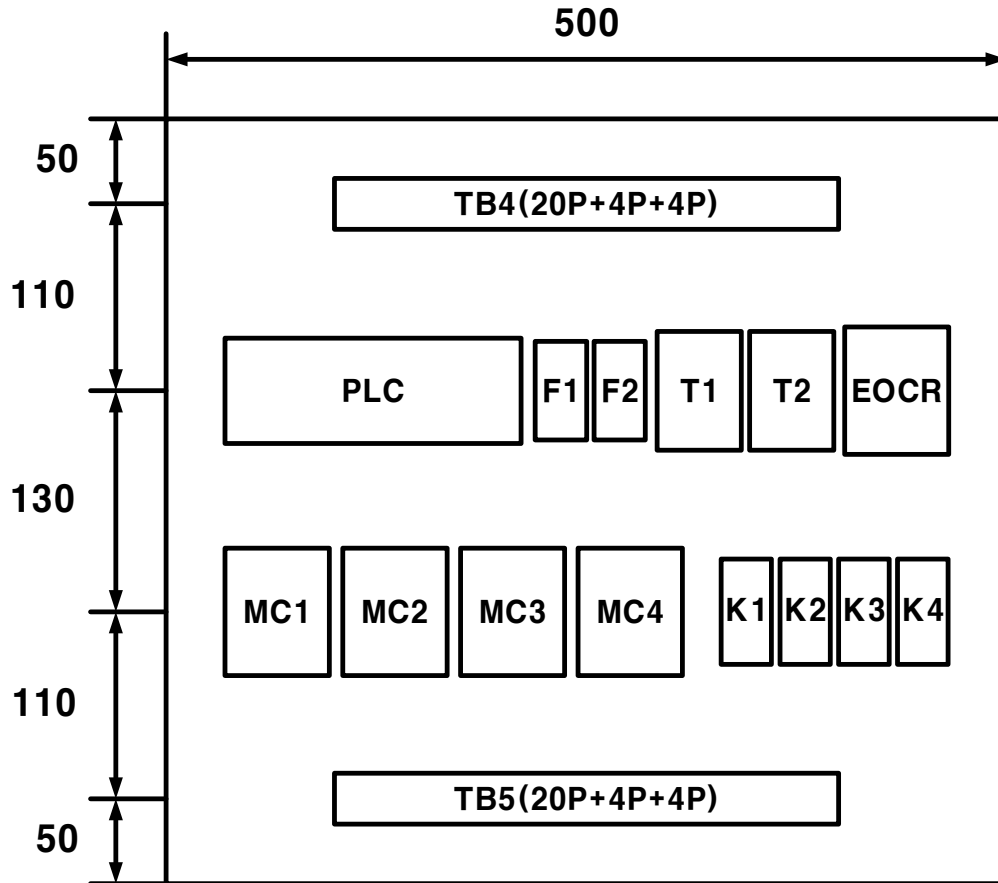 500
50
TB4(20P+4P+4P)
110
PLC F1 F2 T1 T2 EOCR
130
MC1 MC2 MC3 MC4 K1 K2 K3 K4
110
TB5(20P+4P+4P)
50